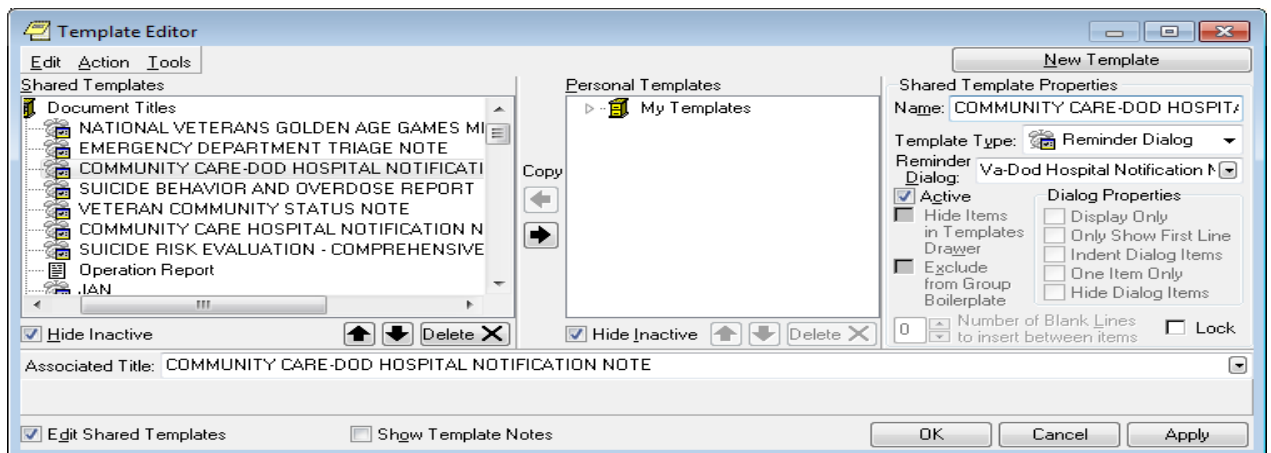 Template Editor
Edit Action Tools
New Template
Shared Templates
Document Titles
NATIONAL VETERANS GOLDEN AGE GAMES MI
EMERGENCY DEPARTMENT TRIAGE NOTE
COMMUNITY CARE-DOD HOSPITAL NOTIFICATI
SUICIDE BEHAVIOR AND OVERDOSE REPORT
VETERAN COMMUNITY STATUS NOTE
COMMUNITY CARE HOSPITAL NOTIFICATION N
SUICIDE RISK EVALUATION - COMPREHENSIVE
Operation Report
JAN
Hide Inactive
Delete
Copy
Personal Templates
My Templates
Hide Inactive
Delete
Shared Template Properties
Name: COMMUNITY CARE-DOD HOSPITA
Template Type: Reminder Dialog
Reminder
Dialog: Va-Dod Hospital Notification N
Active
Hide Items
in Templates
Drawer
Exclude
from Group
Boilerplate
Dialog Properties
Display Only
Only Show First Line
Indent Dialog Items
One Item Only
Hide Dialog Items
0 Number of Blank Lines
to insert between items
Lock
Associated Title: COMMUNITY CARE-DOD HOSPITAL NOTIFICATION NOTE
Edit Shared Templates
Show Template Notes
OK Cancel Apply